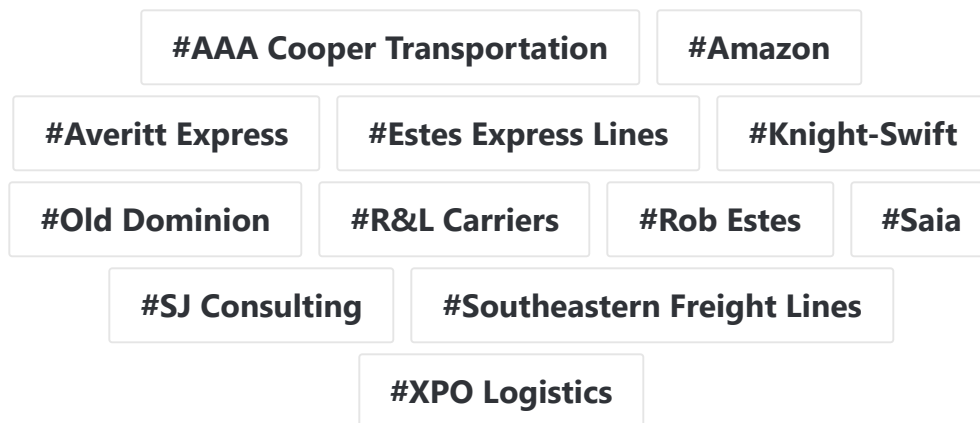 #AAA Cooper Transportation #Amazon
#Averitt Express #Estes Express Lines #Knight-Swift
#Old Dominion #R&L Carriers #Rob Estes #Saia
#SJ Consulting #Southeastern Freight Lines
#XPO Logistics